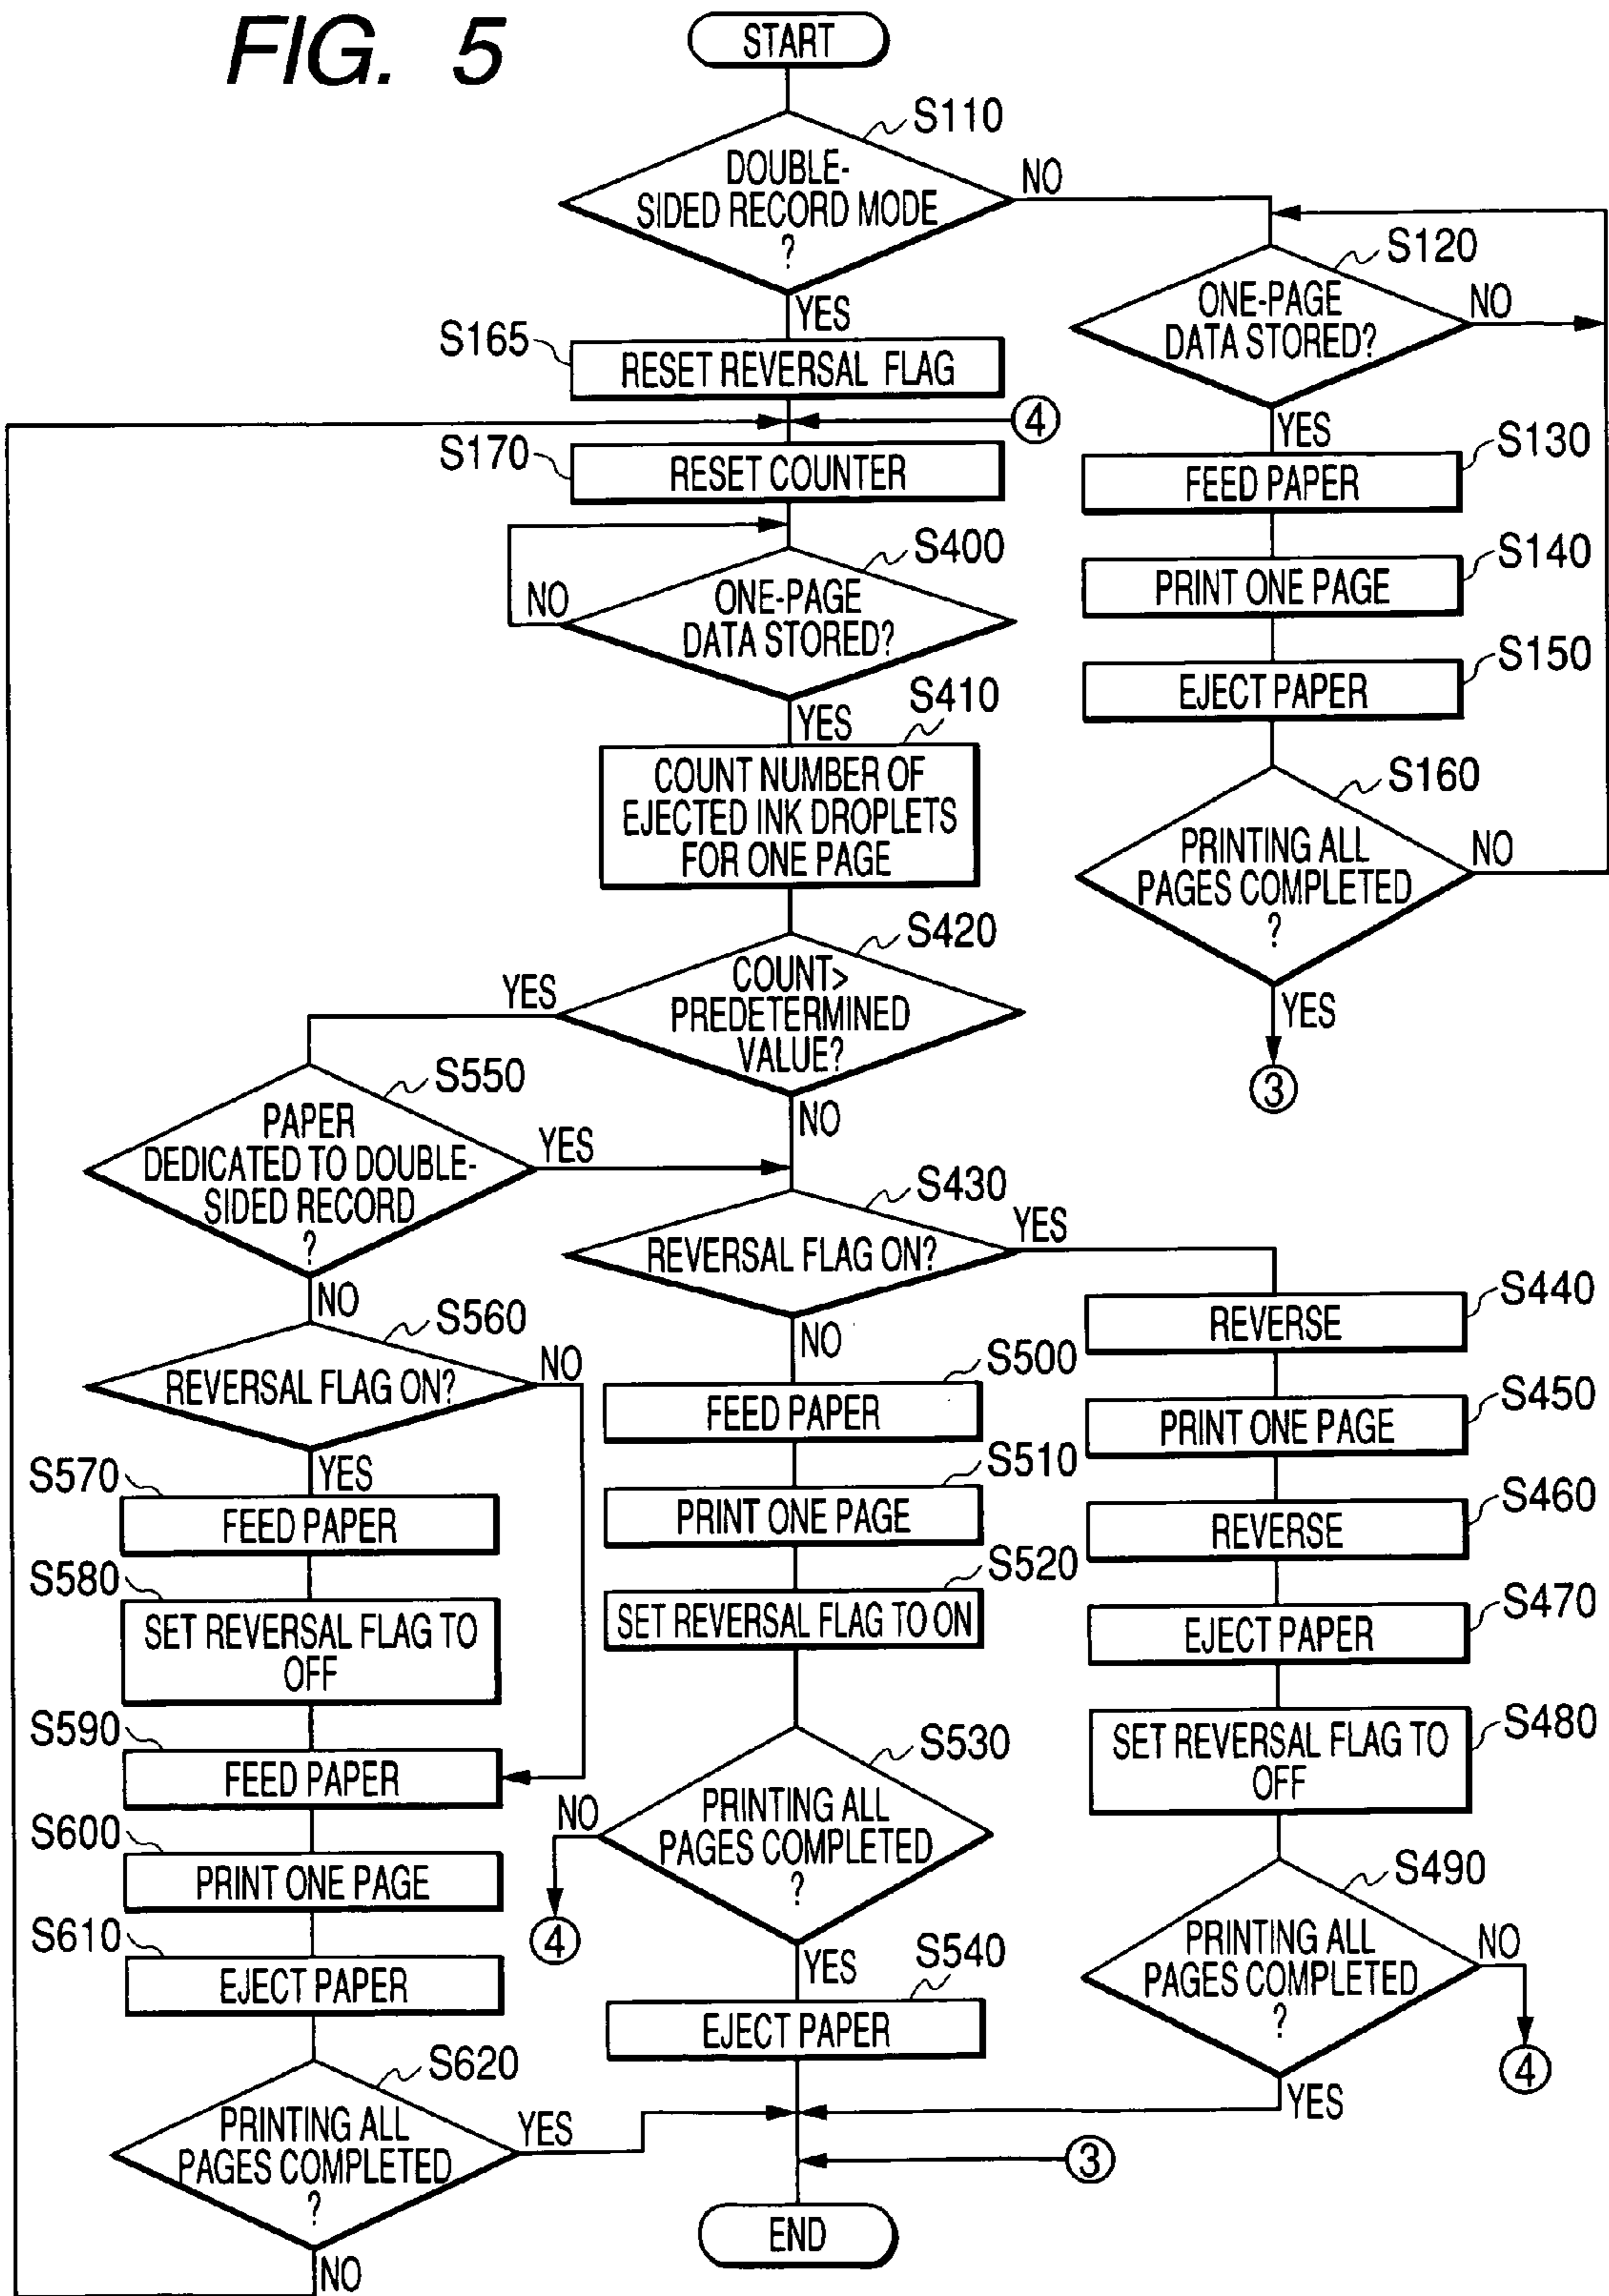 FIG. 5
START
S110
DOUBLE-
SIDED RECORD MODE
?
NO
YES
S120
ONE-PAGE
DATA STORED?
NO
YES
S130
FEED PAPER
S140
PRINT ONE PAGE
S150
EJECT PAPER
S160
PRINTING ALL
PAGES COMPLETED
?
NO
YES
3
S165
RESET REVERSAL FLAG
4
S170
RESET COUNTER
S400
NO
ONE-PAGE
DATA STORED?
YES
S410
COUNT NUMBER OF
EJECTED INK DROPLETS
FOR ONE PAGE
S420
COUNT>
PREDETERMINED
VALUE?
YES
NO
S550
PAPER
DEDICATED TO DOUBLE-
SIDED RECORD
?
YES
NO
S560
REVERSAL FLAG ON?
NO
YES
S570
FEED PAPER
S580
SET REVERSAL FLAG TO
OFF
S590
FEED PAPER
S600
PRINT ONE PAGE
S610
EJECT PAPER
S620
PRINTING ALL
PAGES COMPLETED
?
YES
NO
S430
REVERSAL FLAG ON?
YES
NO
S500
FEED PAPER
S510
PRINT ONE PAGE
S520
SET REVERSAL FLAG TO ON
S530
PRINTING ALL
PAGES COMPLETED
?
NO
4
YES
S540
EJECT PAPER
S440
REVERSE
S450
PRINT ONE PAGE
S460
REVERSE
S470
EJECT PAPER
S480
SET REVERSAL FLAG TO
OFF
S490
PRINTING ALL
PAGES COMPLETED
?
NO
4
YES
3
END